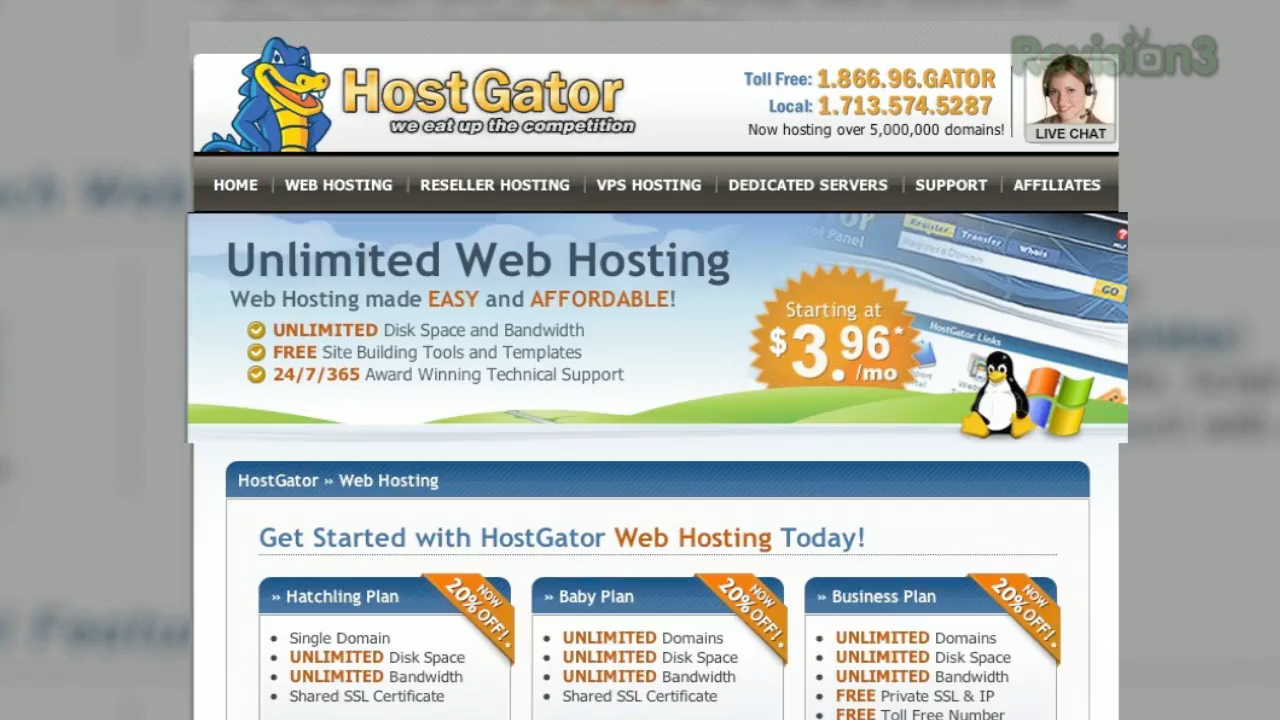 Revision3
HostGator
we eat up the competition
Toll Free: 1.866.96.GATOR
Local: 1.713.574.5287
Now hosting over 5,000,000 domains!
LIVE CHAT
HOME
WEB HOSTING
RESELLER HOSTING
VPS HOSTING
DEDICATED SERVERS
SUPPORT
AFFILIATES
Unlimited Web Hosting
Web Hosting made EASY and AFFORDABLE!
UNLIMITED Disk Space and Bandwidth
FREE Site Building Tools and Templates
24/7/365 Award Winning Technical Support
Starting at
$3.96*
/mo
Register
Transfer
Whois
GO
HostGator Links
HostGator » Web Hosting
Get Started with HostGator Web Hosting Today!
» Hatchling Plan
NOW
20% OFF!
• Single Domain
• UNLIMITED Disk Space
• UNLIMITED Bandwidth
• Shared SSL Certificate
» Baby Plan
NOW
20% OFF!
• UNLIMITED Domains
• UNLIMITED Disk Space
• UNLIMITED Bandwidth
• Shared SSL Certificate
» Business Plan
NOW
20% OFF!
• UNLIMITED Domains
• UNLIMITED Disk Space
• UNLIMITED Bandwidth
• FREE Private SSL & IP
• FREE Toll Free Number